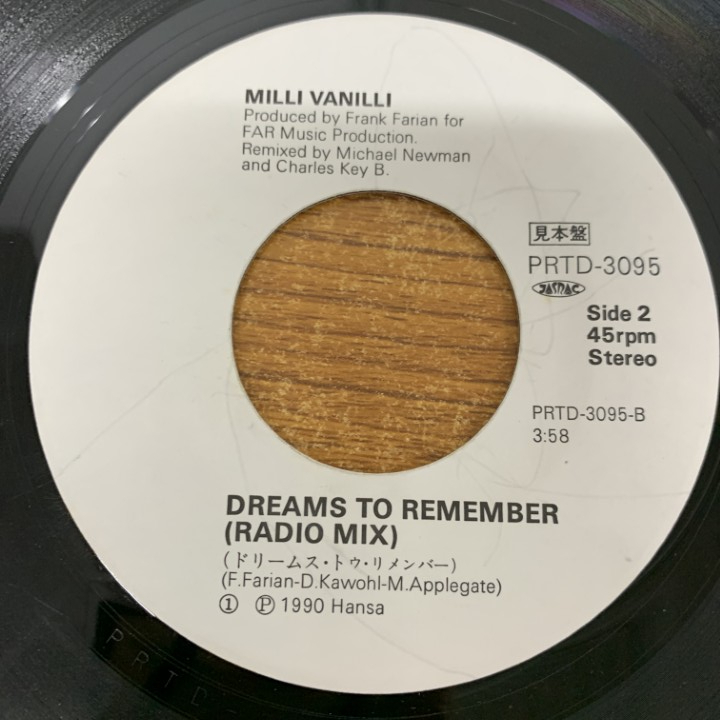 MILLI VANILLI
Produced by Frank Farian for
FAR Music Production.
Remixed by Michael Newman
and Charles Key B.
見本盤
PRTD-3095
JASRAC
Side 2
45rpm
Stereo
PRTD-3095-B
3:58
DREAMS TO REMEMBER
(RADIO MIX)
(ドリームス・トゥ・リメンバー)
(F.Farian-D.Kawohl-M.Applegate)
① Ⓟ 1990 Hansa
PRTD-